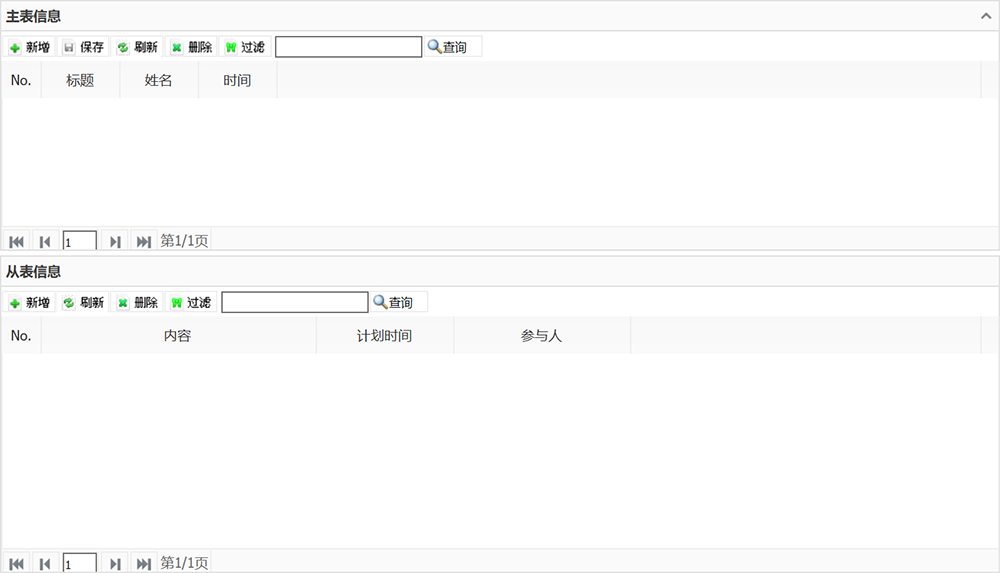 主表信息
新增 保存 刷新 删除 过滤 查询
No. 标题 姓名 时间
1 第1/1页
从表信息
新增 刷新 删除 过滤 查询
No. 内容 计划时间 参与人
1 第1/1页